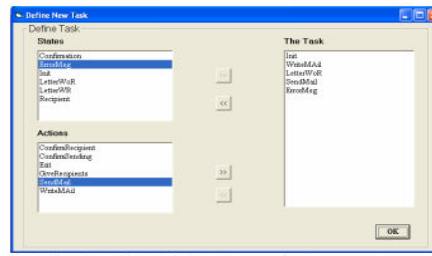 Define New Task
Define Task
States
Confirmation
ErrorMsg
Init
LetterWoR
LetterWR
Recipient
>>
<<
Actions
ConfirmRecipient
ConfirmSending
Exit
GiveRecipients
SendMail
WriteMAil
>>
<<
The Task
Init
WriteMAil
LetterWoR
SendMail
ErrorMsg
OK